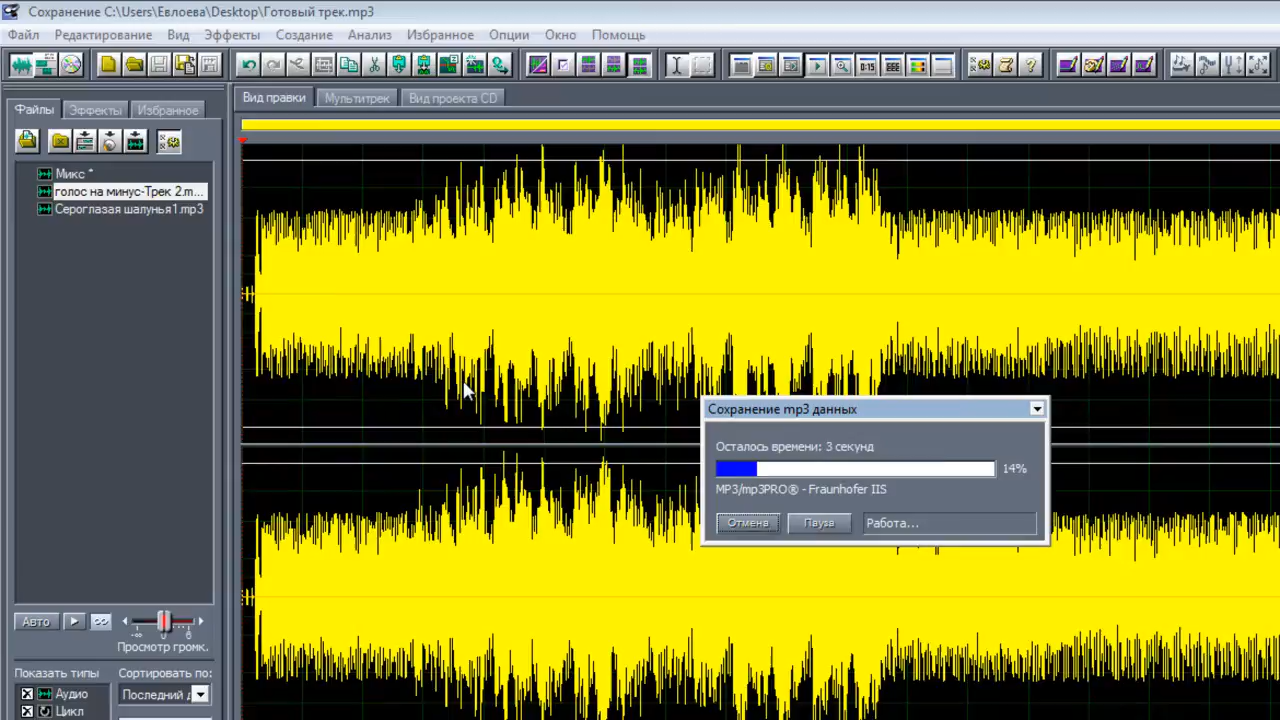 Сохранение C:\Users\Евлоева\Desktop\Готовый трек.mp3
Файл Редактирование Вид Эффекты Создание Анализ Избранное Опции Окно Помощь
Файлы Эффекты Избранное
Вид правки Мультитрек Вид проекта CD
Микс *
голос на минус-Трек 2.m...
Сероглазая шалунья1.mp3
Сохранение mp3 данных
Осталось времени: 3 секунд
14%
MP3/mp3PRO® - Fraunhofer IIS
Отмена Пауза Работа...
Авто
-∞ 0 6
Просмотр громк.
Показать типы Сортировать по:
Аудио
Последний
Цикл